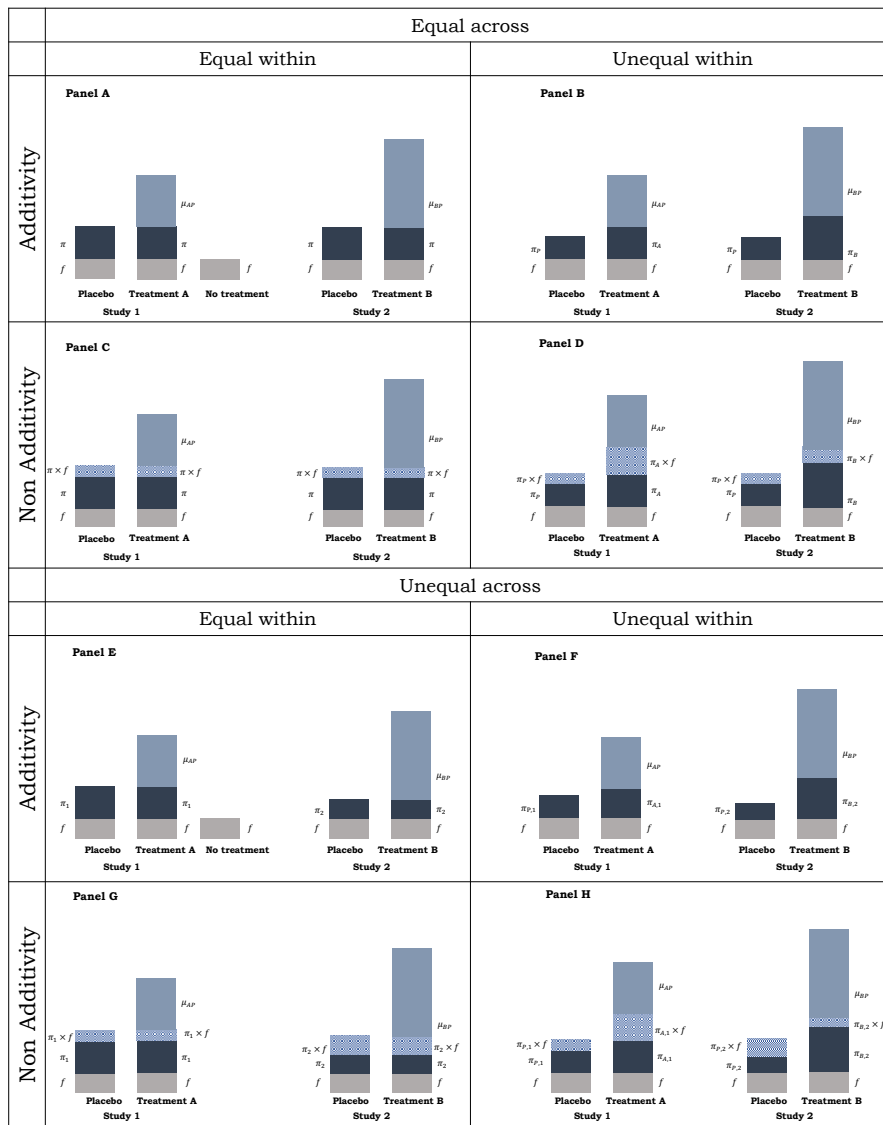 Equal across
Equal within
Unequal within
Additivity
Panel A
μ_AP
π
f
π
f
f
Placebo
Treatment A
No treatment
Study 1
μ_BP
π
f
π
f
Placebo
Treatment B
Study 2
Panel B
μ_AP
π_P
f
π_A
f
Placebo
Treatment A
Study 1
μ_BP
π_P
f
π_B
f
Placebo
Treatment B
Study 2
Non Additivity
Panel C
μ_AP
π × f
π
f
π × f
π
f
Placebo
Treatment A
Study 1
μ_BP
π × f
π
f
π × f
π
f
Placebo
Treatment B
Study 2
Panel D
μ_AP
π_P × f
π_P
f
π_A × f
π_A
f
Placebo
Treatment A
Study 1
μ_BP
π_P × f
π_P
f
π_B × f
π_B
f
Placebo
Treatment B
Study 2
Unequal across
Equal within
Unequal within
Additivity
Panel E
μ_AP
π_1
f
π_1
f
f
Placebo
Treatment A
No treatment
Study 1
μ_BP
π_2
f
π_2
f
Placebo
Treatment B
Study 2
Panel F
μ_AP
π_P,1
f
π_A,1
f
Placebo
Treatment A
Study 1
μ_BP
π_P,2
f
π_B,2
f
Placebo
Treatment B
Study 2
Non Additivity
Panel G
μ_AP
π_1 × f
π_1
f
π_1 × f
π_1
f
Placebo
Treatment A
Study 1
μ_BP
π_2 × f
π_2
f
π_2 × f
π_2
f
Placebo
Treatment B
Study 2
Panel H
μ_AP
π_P,1 × f
π_P,1
f
π_A,1 × f
π_A,1
f
Placebo
Treatment A
Study 1
μ_BP
π_P,2 × f
π_P,2
f
π_B,2 × f
π_B,2
f
Placebo
Treatment B
Study 2